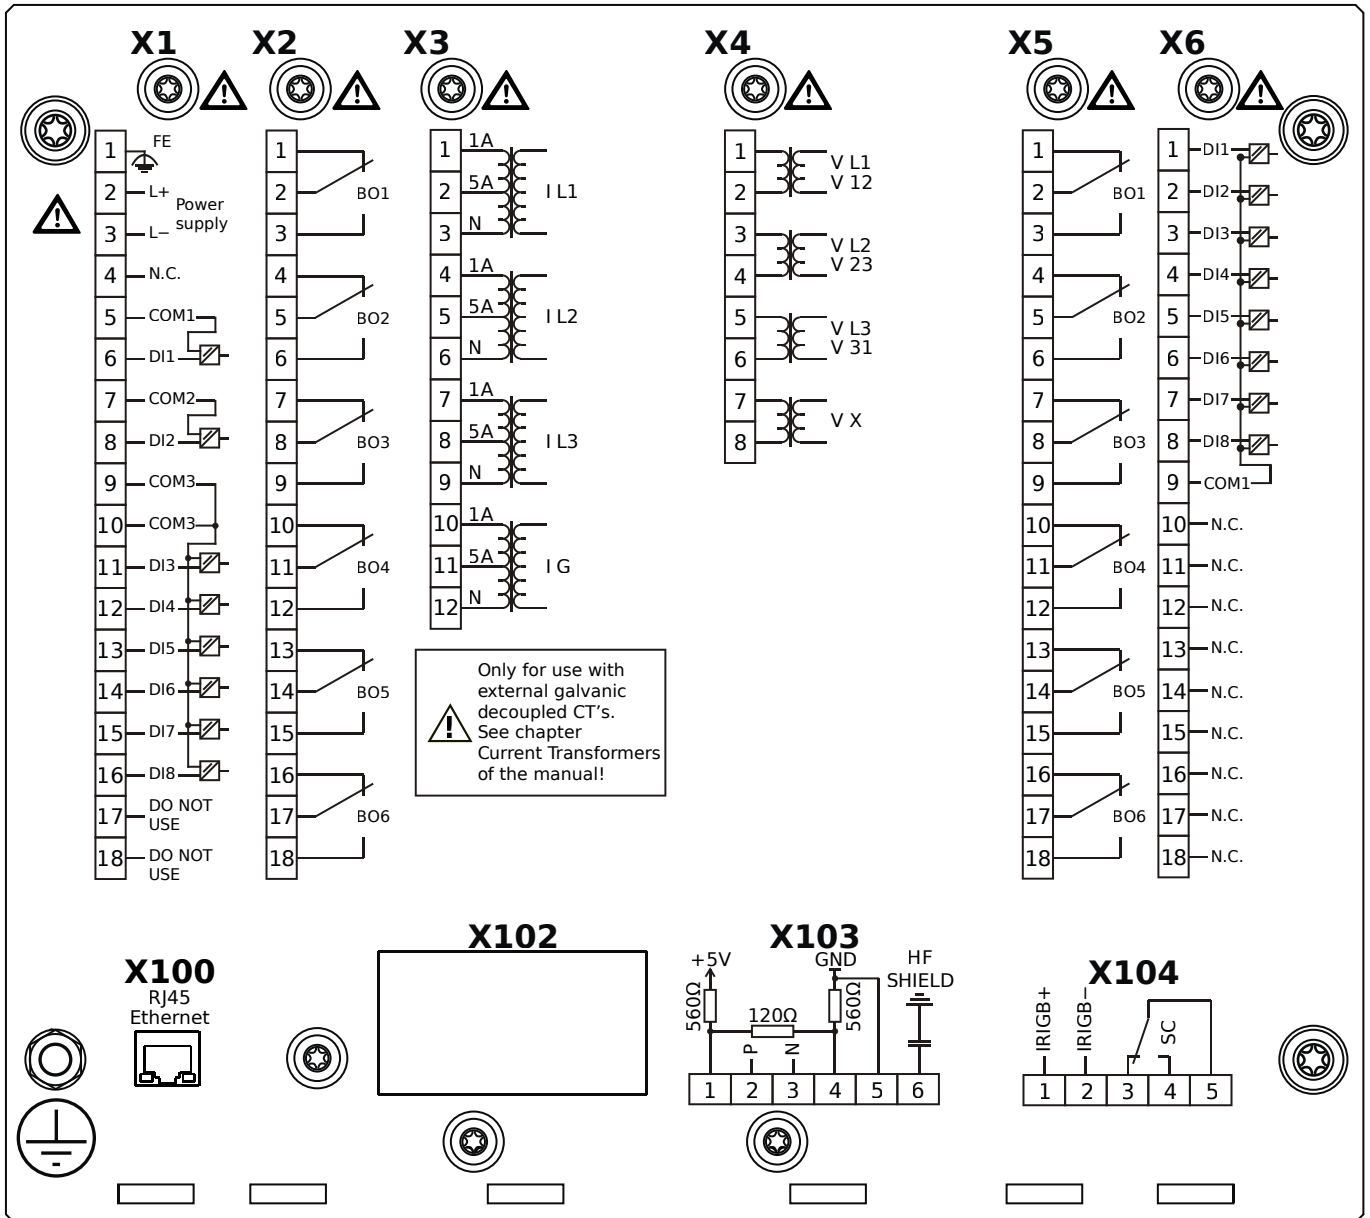 X1
X2
X3
X4
X5
X6
1 FE
2 L+
Power
supply
3 L−
4 N.C.
5 COM1
6 DI1
7 COM2
8 DI2
9 COM3
10 COM3
11 DI3
12 DI4
13 DI5
14 DI6
15 DI7
16 DI8
17 DO NOT
USE
18 DO NOT
USE
1
2 BO1
3
4
5 BO2
6
7
8 BO3
9
10
11 BO4
12
13
14 BO5
15
16
17 BO6
18
1 1A
2 5A I L1
3 N
4 1A
5 5A I L2
6 N
7 1A
8 5A I L3
9 N
10 1A
11 5A I G
12 N
Only for use with
external galvanic
decoupled CT's.
See chapter
Current Transformers
of the manual!
1 V L1
2 V 12
3 V L2
4 V 23
5 V L3
6 V 31
7 V X
8
1
2 BO1
3
4
5 BO2
6
7
8 BO3
9
10
11 BO4
12
13
14 BO5
15
16
17 BO6
18
1 DI1
2 DI2
3 DI3
4 DI4
5 DI5
6 DI6
7 DI7
8 DI8
9 COM1
10 N.C.
11 N.C.
12 N.C.
13 N.C.
14 N.C.
15 N.C.
16 N.C.
17 N.C.
18 N.C.
X100
RJ45
Ethernet
X102
X103
+5V GND HF
SHIELD
560Ω 120Ω 560Ω
P N
1 2 3 4 5 6
X104
IRIGB+ IRIGB− SC
1 2 3 4 5